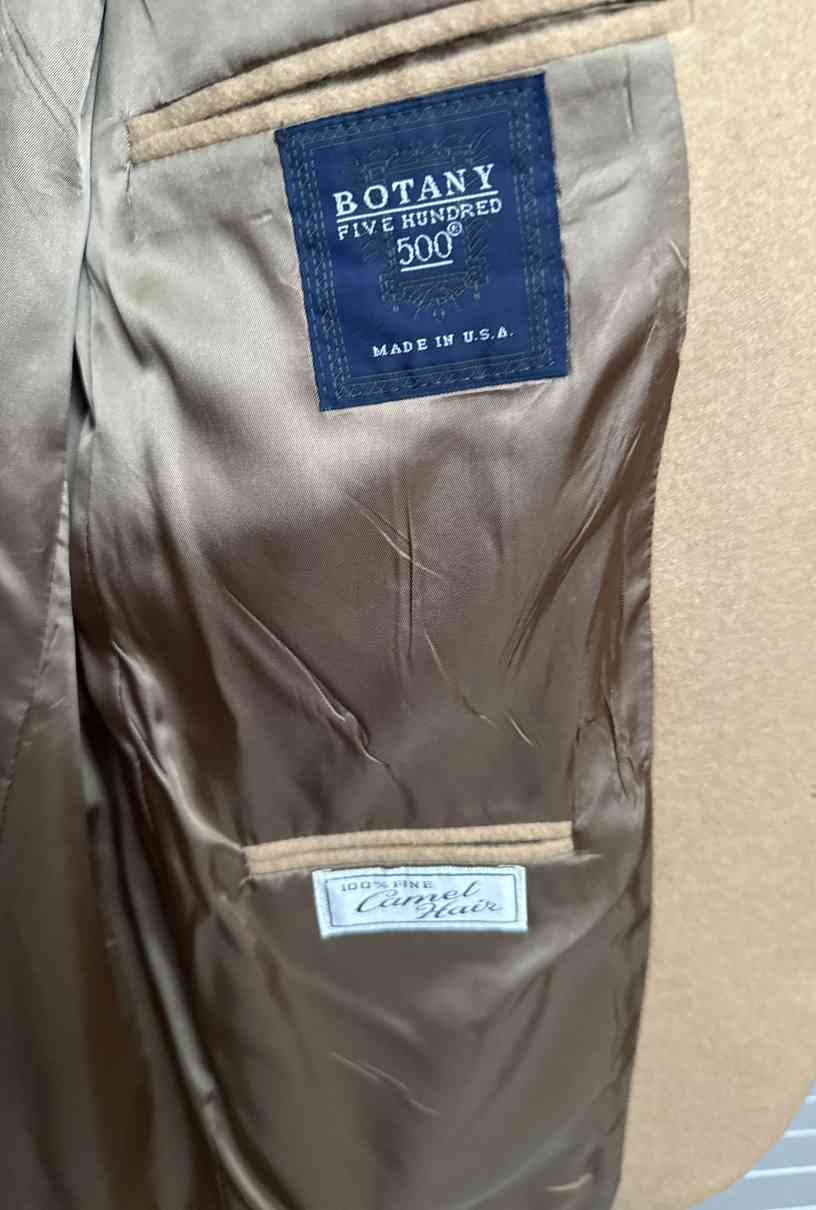 BOTANY
FIVE HUNDRED
500®
MADE IN U.S.A.
100% FINE
Camel
Hair